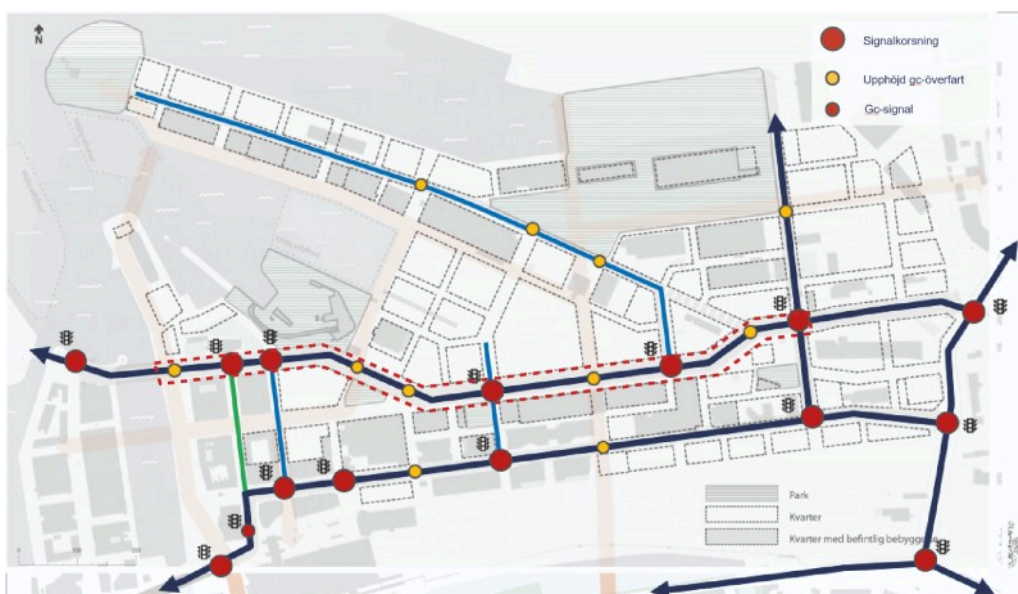 N
Signalkorsning
Upphöjd gc-överfart
Gc-signal
Park
Kvarter
Kvarter med befintlig bebyggelse